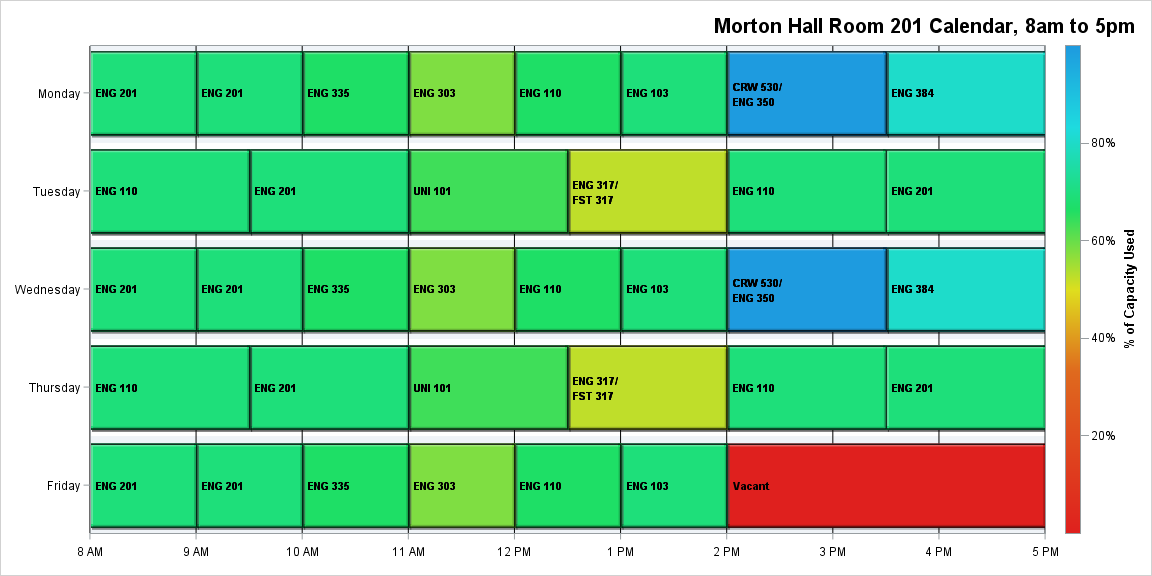 Morton Hall Room 201 Calendar, 8am to 5pm
Monday
ENG 201
ENG 201
ENG 335
ENG 303
ENG 110
ENG 103
CRW 530/
ENG 350
ENG 384
Tuesday
ENG 110
ENG 201
UNI 101
ENG 317/
FST 317
ENG 110
ENG 201
Wednesday
ENG 201
ENG 201
ENG 335
ENG 303
ENG 110
ENG 103
CRW 530/
ENG 350
ENG 384
Thursday
ENG 110
ENG 201
UNI 101
ENG 317/
FST 317
ENG 110
ENG 201
Friday
ENG 201
ENG 201
ENG 335
ENG 303
ENG 110
ENG 103
Vacant
8 AM
9 AM
10 AM
11 AM
12 PM
1 PM
2 PM
3 PM
4 PM
5 PM
80%
60%
40%
20%
% of Capacity Used